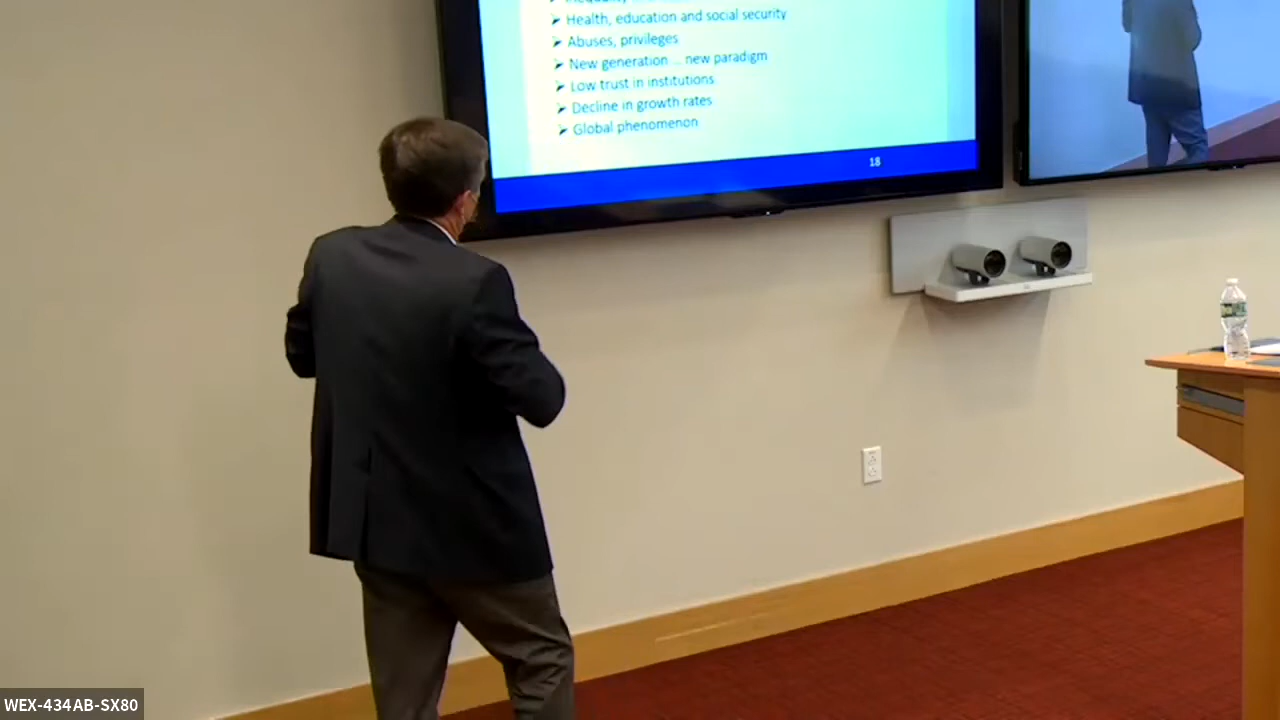 ➢ Health, education and social security
➢ Abuses, privileges
➢ New generation … new paradigm
➢ Low trust in institutions
➢ Decline in growth rates
➢ Global phenomenon
18
WEX-434AB-SX80